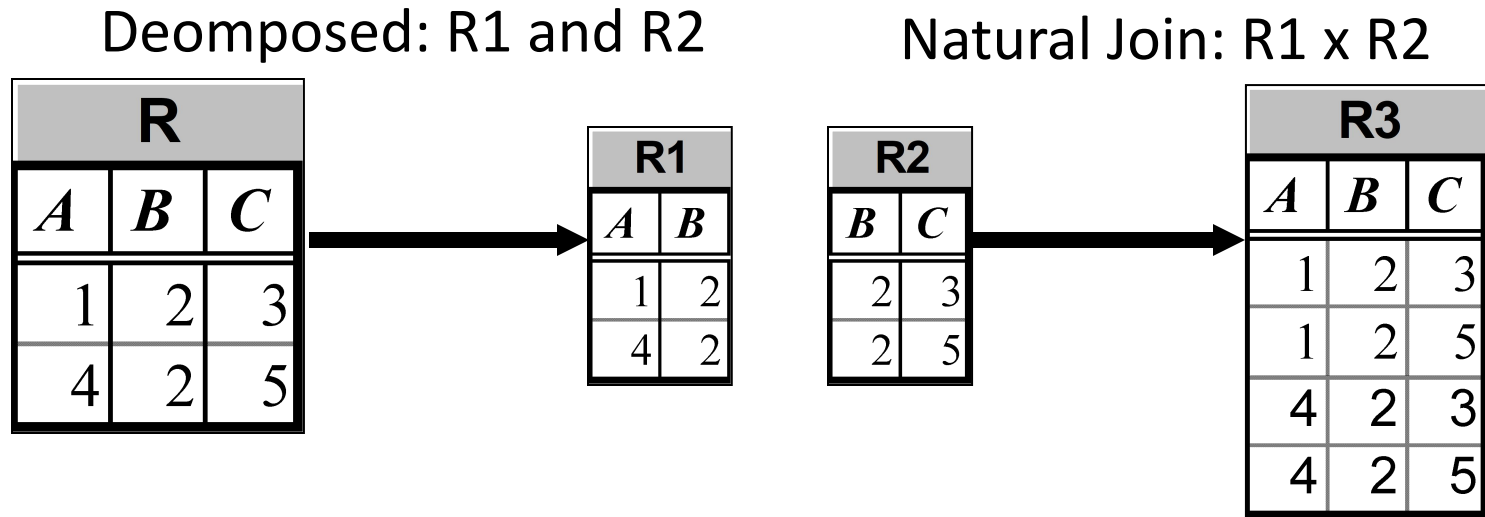 Deomposed: R1 and R2
R
A B C
1 2 3
4 2 5
R1
A B
1 2
4 2
Natural Join: R1 x R2
R2
B C
2 3
2 5
R3
A B C
1 2 3
1 2 5
4 2 3
4 2 5